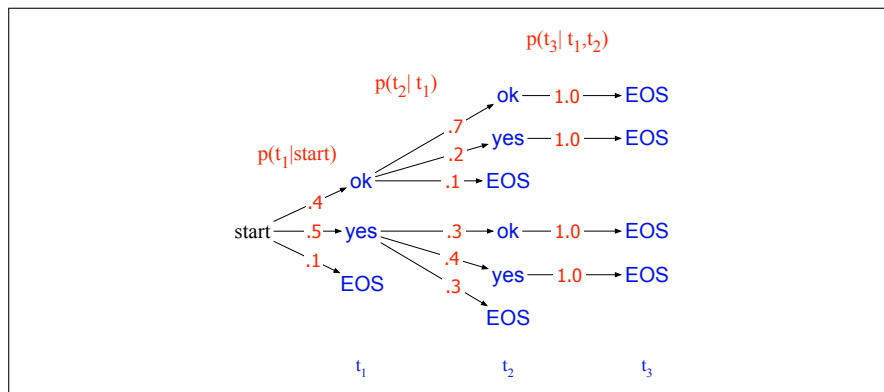 p(t3| t1,t2)
p(t2| t1)
ok 1.0 EOS
.7
yes 1.0 EOS
.2
p(t1|start)
ok .1 EOS
.4
start .5 yes .3 ok 1.0 EOS
.1 .4
EOS yes 1.0 EOS
.3
EOS
t1 t2 t3